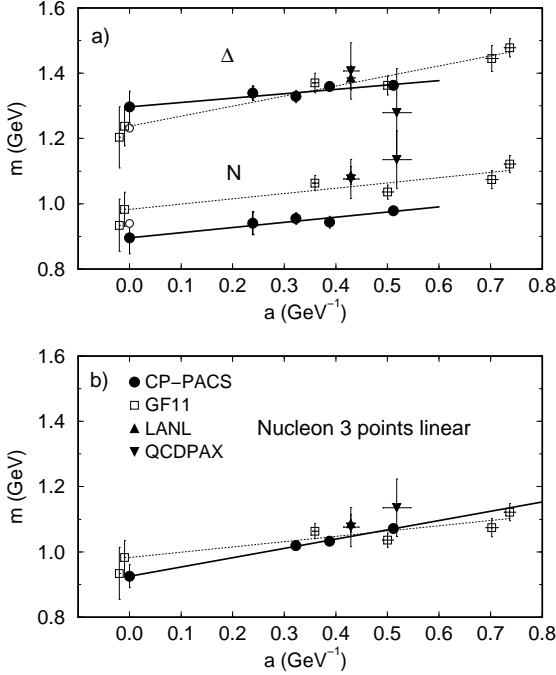 a)
Δ
N
m (GeV)
1.6
1.4
1.2
1.0
0.8
0.0 0.1 0.2 0.3 0.4 0.5 0.6 0.7 0.8
a (GeV⁻¹)
b)
CP−PACS
GF11
LANL
QCDPAX
Nucleon 3 points linear
m (GeV)
1.6
1.4
1.2
1.0
0.8
0.0 0.1 0.2 0.3 0.4 0.5 0.6 0.7 0.8
a (GeV⁻¹)